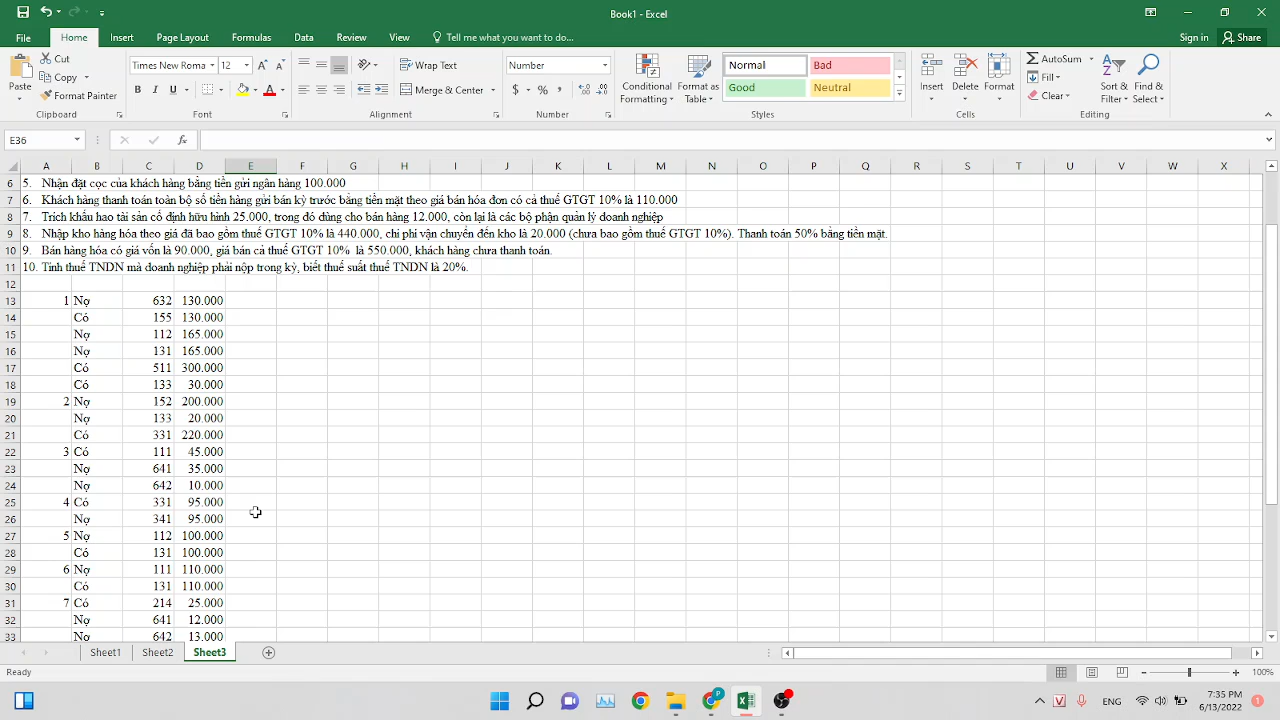 Book1 - Excel
File Home Insert Page Layout Formulas Data Review View Tell me what you want to do... Sign in Share
Paste Cut Copy Format Painter Clipboard
Times New Roma 12 B I U Font
Wrap Text Merge & Center Alignment
Number $ % , Number
Conditional Formatting Format as Table Normal Bad Good Neutral Styles
Insert Delete Format Cells
AutoSum Fill Clear Sort & Filter Find & Select Editing
E36 fx
A B C D E F G H I J K L M N O P Q R S T U V W X
6 5. Nhận đặt cọc của khách hàng bằng tiền gửi ngân hàng 100.000
7 6. Khách hàng thanh toán toàn bộ số tiền hàng gửi bán kỳ trước bằng tiền mặt theo giá bán hóa đơn có cả thuế GTGT 10% là 110.000
8 7. Trích khấu hao tài sản cố định hữu hình 25.000, trong đó dùng cho bán hàng 12.000, còn lại là các bộ phận quản lý doanh nghiệp
9 8. Nhập kho hàng hóa theo giá đã bao gồm thuế GTGT 10% là 440.000, chi phí vận chuyển đến kho là 20.000 (chưa bao gồm thuế GTGT 10%). Thanh toán 50% bằng tiền mặt.
10 9. Bán hàng hóa có giá vốn là 90.000, giá bán cả thuế GTGT 10% là 550.000, khách hàng chưa thanh toán.
11 10. Tính thuế TNDN mà doanh nghiệp phải nộp trong kỳ, biết thuế suất thuế TNDN là 20%.
12
13 1 Nợ 632 130.000
14 Có 155 130.000
15 Nợ 112 165.000
16 Nợ 131 165.000
17 Có 511 300.000
18 Có 133 30.000
19 2 Nợ 152 200.000
20 Nợ 133 20.000
21 Có 331 220.000
22 3 Có 111 45.000
23 Nợ 641 35.000
24 Nợ 642 10.000
25 4 Có 331 95.000
26 Nợ 341 95.000
27 5 Nợ 112 100.000
28 Có 131 100.000
29 6 Nợ 111 110.000
30 Có 131 110.000
31 7 Có 214 25.000
32 Nợ 641 12.000
33 Nợ 642 13.000
Sheet1 Sheet2 Sheet3
Ready 100%
ENG 7:35 PM
6/13/2022 1